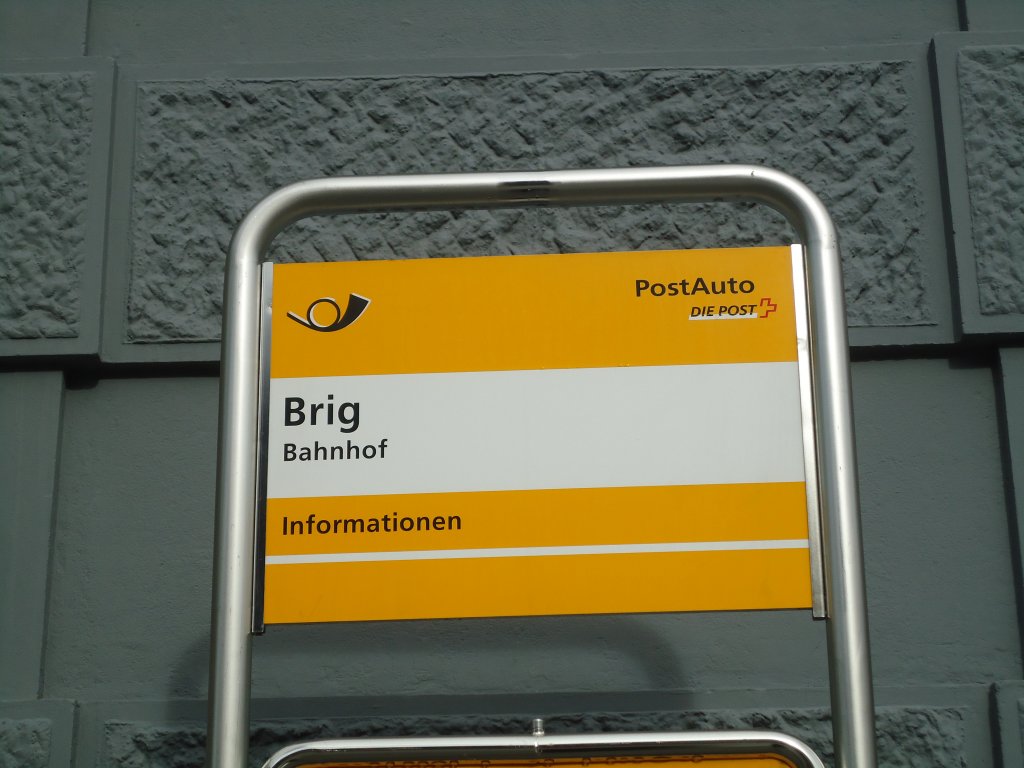 PostAuto
DIE POST
Brig
Bahnhof
Informationen